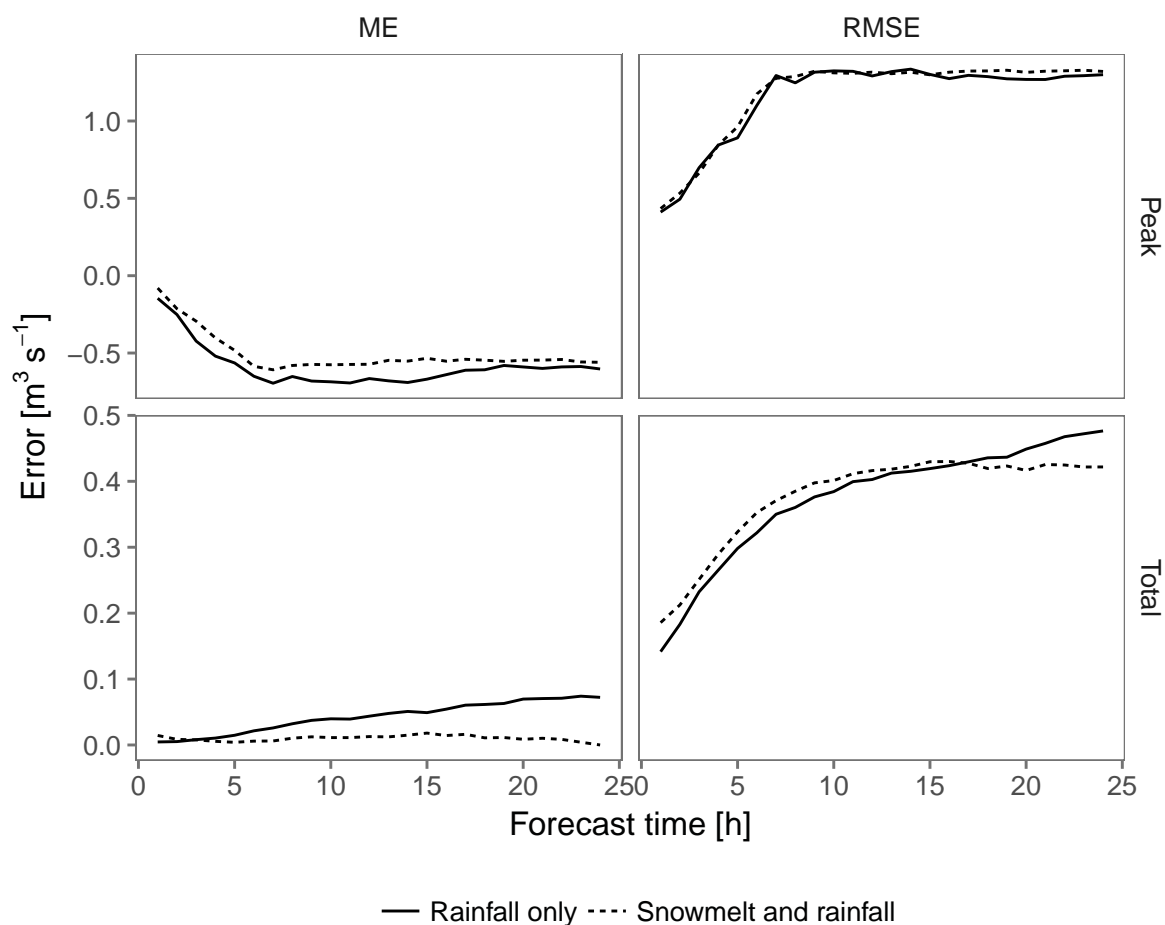 ME RMSE
1.0
0.5
0.0
−0.5
Peak
Error [m³ s⁻¹]
0.5
0.4
0.3
0.2
0.1
0.0
Total
0 5 10 15 20 25 0 5 10 15 20 25
Forecast time [h]
Rainfall only Snowmelt and rainfall